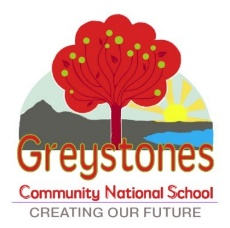 Greystones
Community National School
CREATING OUR FUTURE